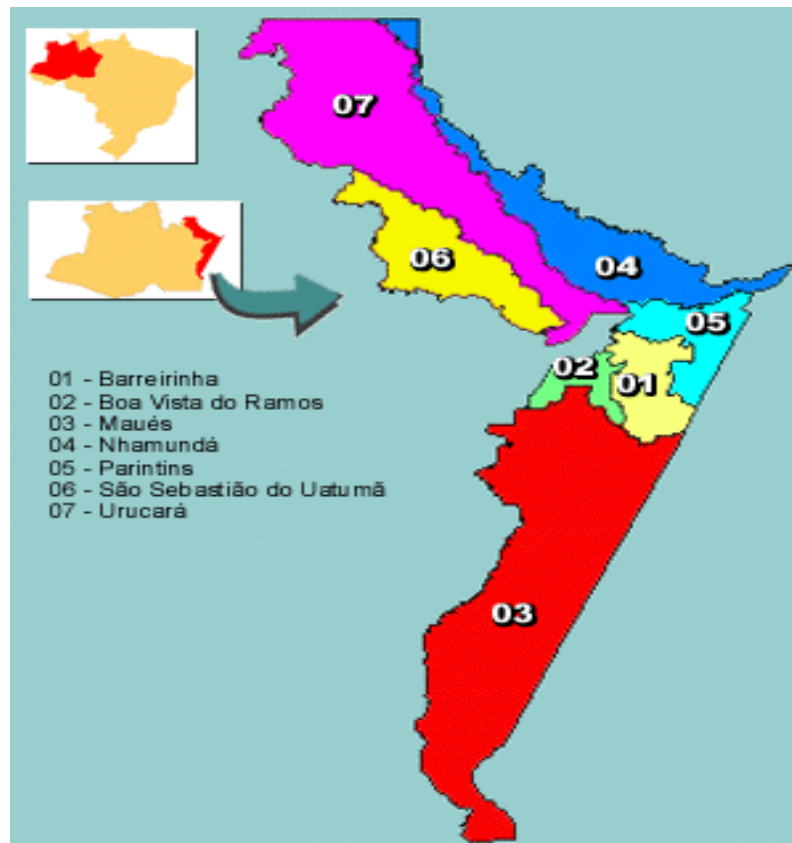 07
06
04
05
02
01
01 - Barreirinha
02 - Boa Vista do Ramos
03 - Maués
04 - Nhamundá
05 - Parintins
06 - São Sebastião do Uatumã
07 - Urucará
03